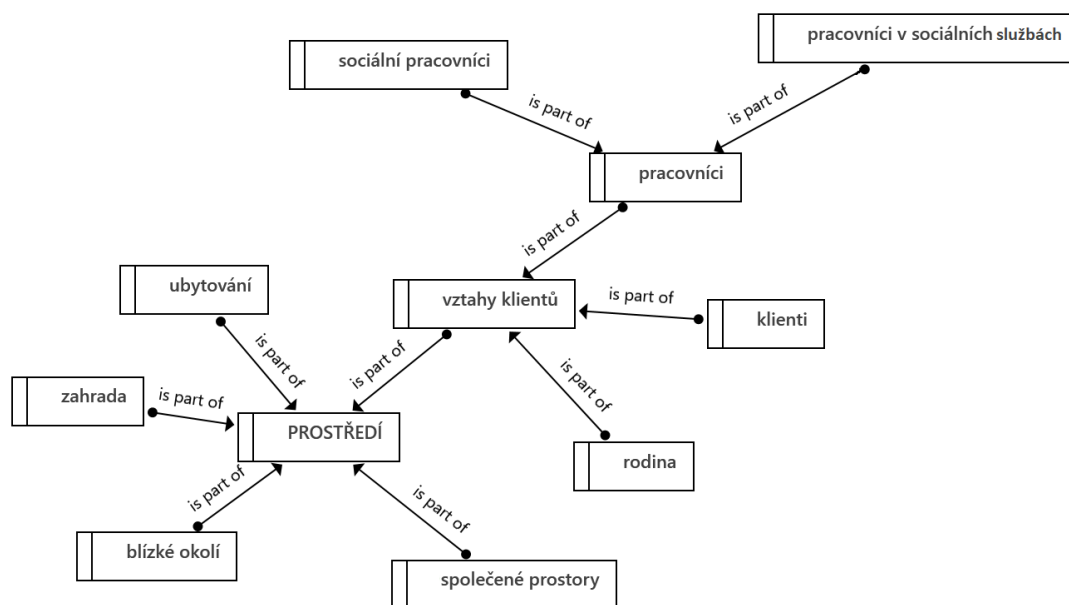 pracovníci v sociálních službách
sociální pracovníci
is part of
is part of
pracovníci
is part of
ubytování
vztahy klientů
is part of
klienti
is part of
is part of
is part of
zahrada
is part of
PROSTŘEDÍ
rodina
is part of
is part of
blízké okolí
společené prostory